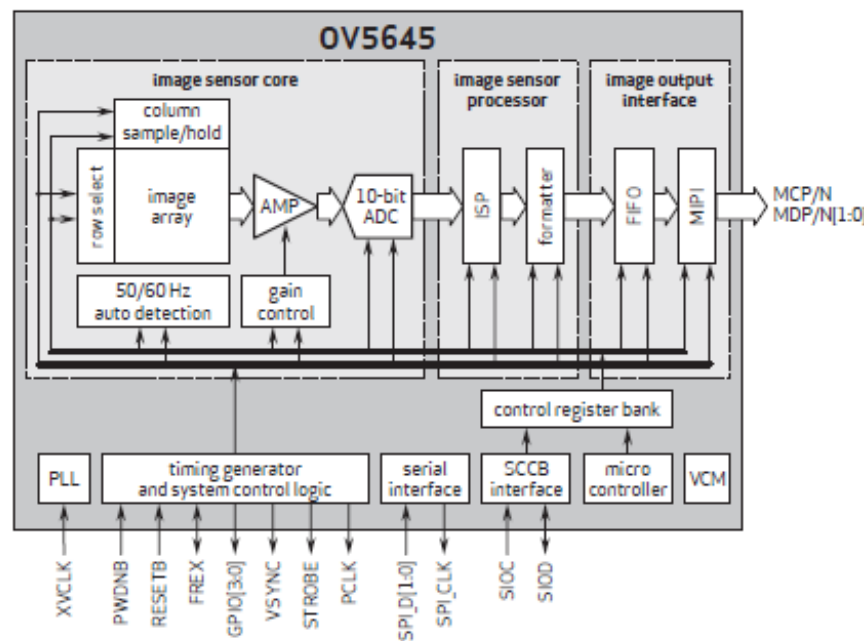 OV5645
image sensor core
image sensor
processor
image output
interface
column
sample/hold
row select
image
array
AMP
10-bit
ADC
ISP
formatter
FIFO
MIPI
MCP/N
MDP/N[1:0]
50/60 Hz
auto detection
gain
control
control register bank
PLL
timing generator
and system control logic
serial
interface
SCCB
interface
micro
controller
VCM
XVCLK
PWDNB
RESETB
FREX
GPIO[3:0]
VSYNC
STROBE
PCLK
SPI_D[1:0]
SPI_CLK
SIOC
SIOD